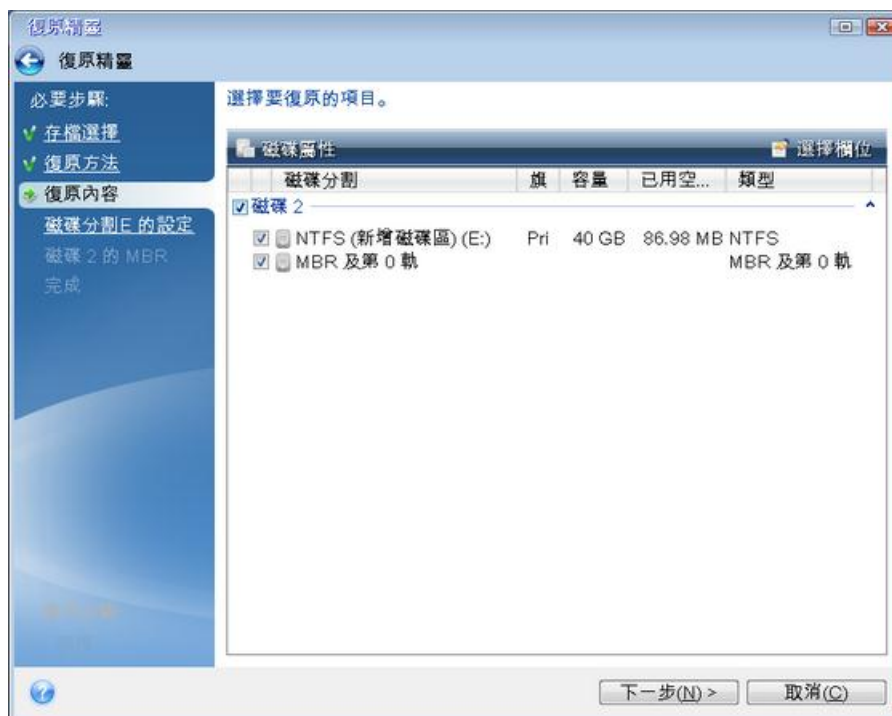 復原精靈
復原精靈
必要步驟:
存檔選擇
復原方法
復原內容
磁碟分割E 的設定
磁碟 2 的 MBR
完成
選擇要復原的項目。
磁碟屬性 選擇欄位
磁碟分割 旗 容量 已用空... 類型
磁碟 2
NTFS (新增磁碟區) (E:) Pri 40 GB 86.98 MB NTFS
MBR 及第 0 軌 MBR 及第 0 軌
下一步(N) > 取消(C)